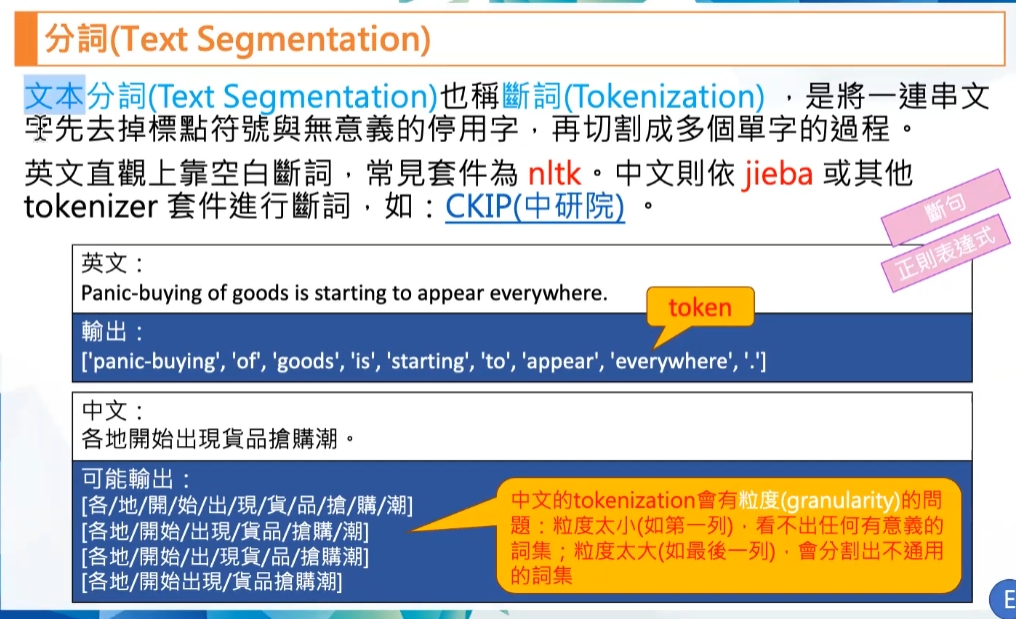 分詞(Text Segmentation)
文本分詞(Text Segmentation)也稱斷詞(Tokenization) ，是將一連串文
字先去掉標點符號與無意義的停用字，再切割成多個單字的過程。
英文直觀上靠空白斷詞，常見套件為 nltk。中文則依 jieba 或其他
tokenizer 套件進行斷詞，如：CKIP(中研院) 。
斷句
正則表達式
英文：
Panic-buying of goods is starting to appear everywhere.
token
輸出：
['panic-buying', 'of', 'goods', 'is', 'starting', 'to', 'appear', 'everywhere', '.']
中文：
各地開始出現貨品搶購潮。
可能輸出：
[各/地/開/始/出/現/貨/品/搶/購/潮]
[各地/開始/出現/貨品/搶購/潮]
[各地/開始/出/現貨/品/搶購潮]
[各地/開始出現/貨品搶購潮]
中文的tokenization會有粒度(granularity)的問
題：粒度太小(如第一列)，看不出任何有意義的
詞集；粒度太大(如最後一列)，會分割出不通用
的詞集
E